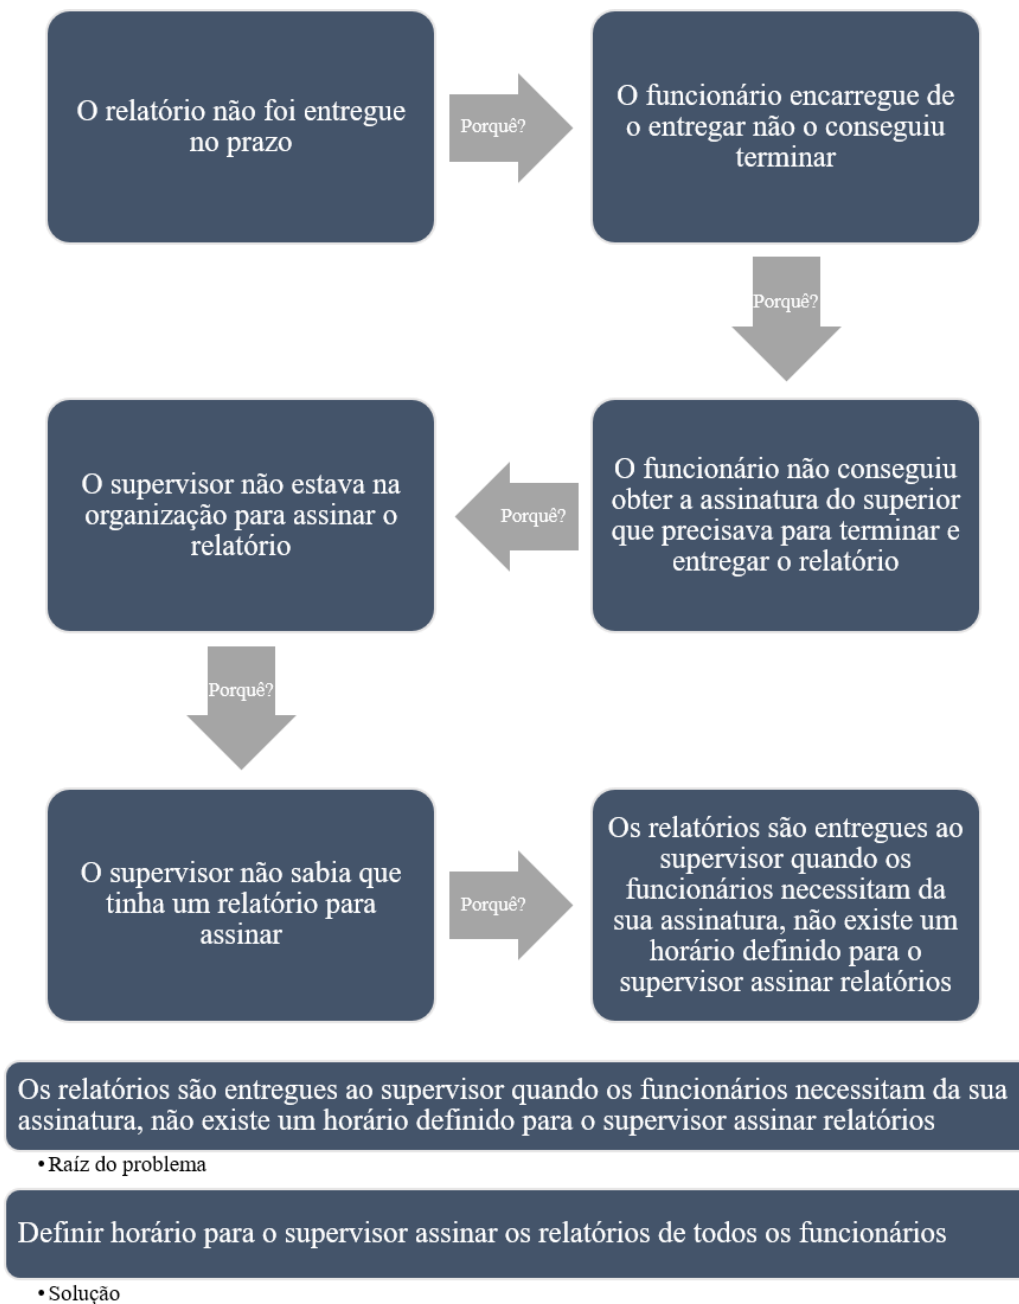 O relatório não foi entregue
no prazo
Porquê?
O funcionário encarregue de
o entregar não o conseguiu
terminar
Porquê?
O funcionário não conseguiu
obter a assinatura do superior
que precisava para terminar e
entregar o relatório
Porquê?
O supervisor não estava na
organização para assinar o
relatório
Porquê?
O supervisor não sabia que
tinha um relatório para
assinar
Porquê?
Os relatórios são entregues ao
supervisor quando os
funcionários necessitam da
sua assinatura, não existe um
horário definido para o
supervisor assinar relatórios
Os relatórios são entregues ao supervisor quando os funcionários necessitam da sua
assinatura, não existe um horário definido para o supervisor assinar relatórios
• Raíz do problema
Definir horário para o supervisor assinar os relatórios de todos os funcionários
• Solução